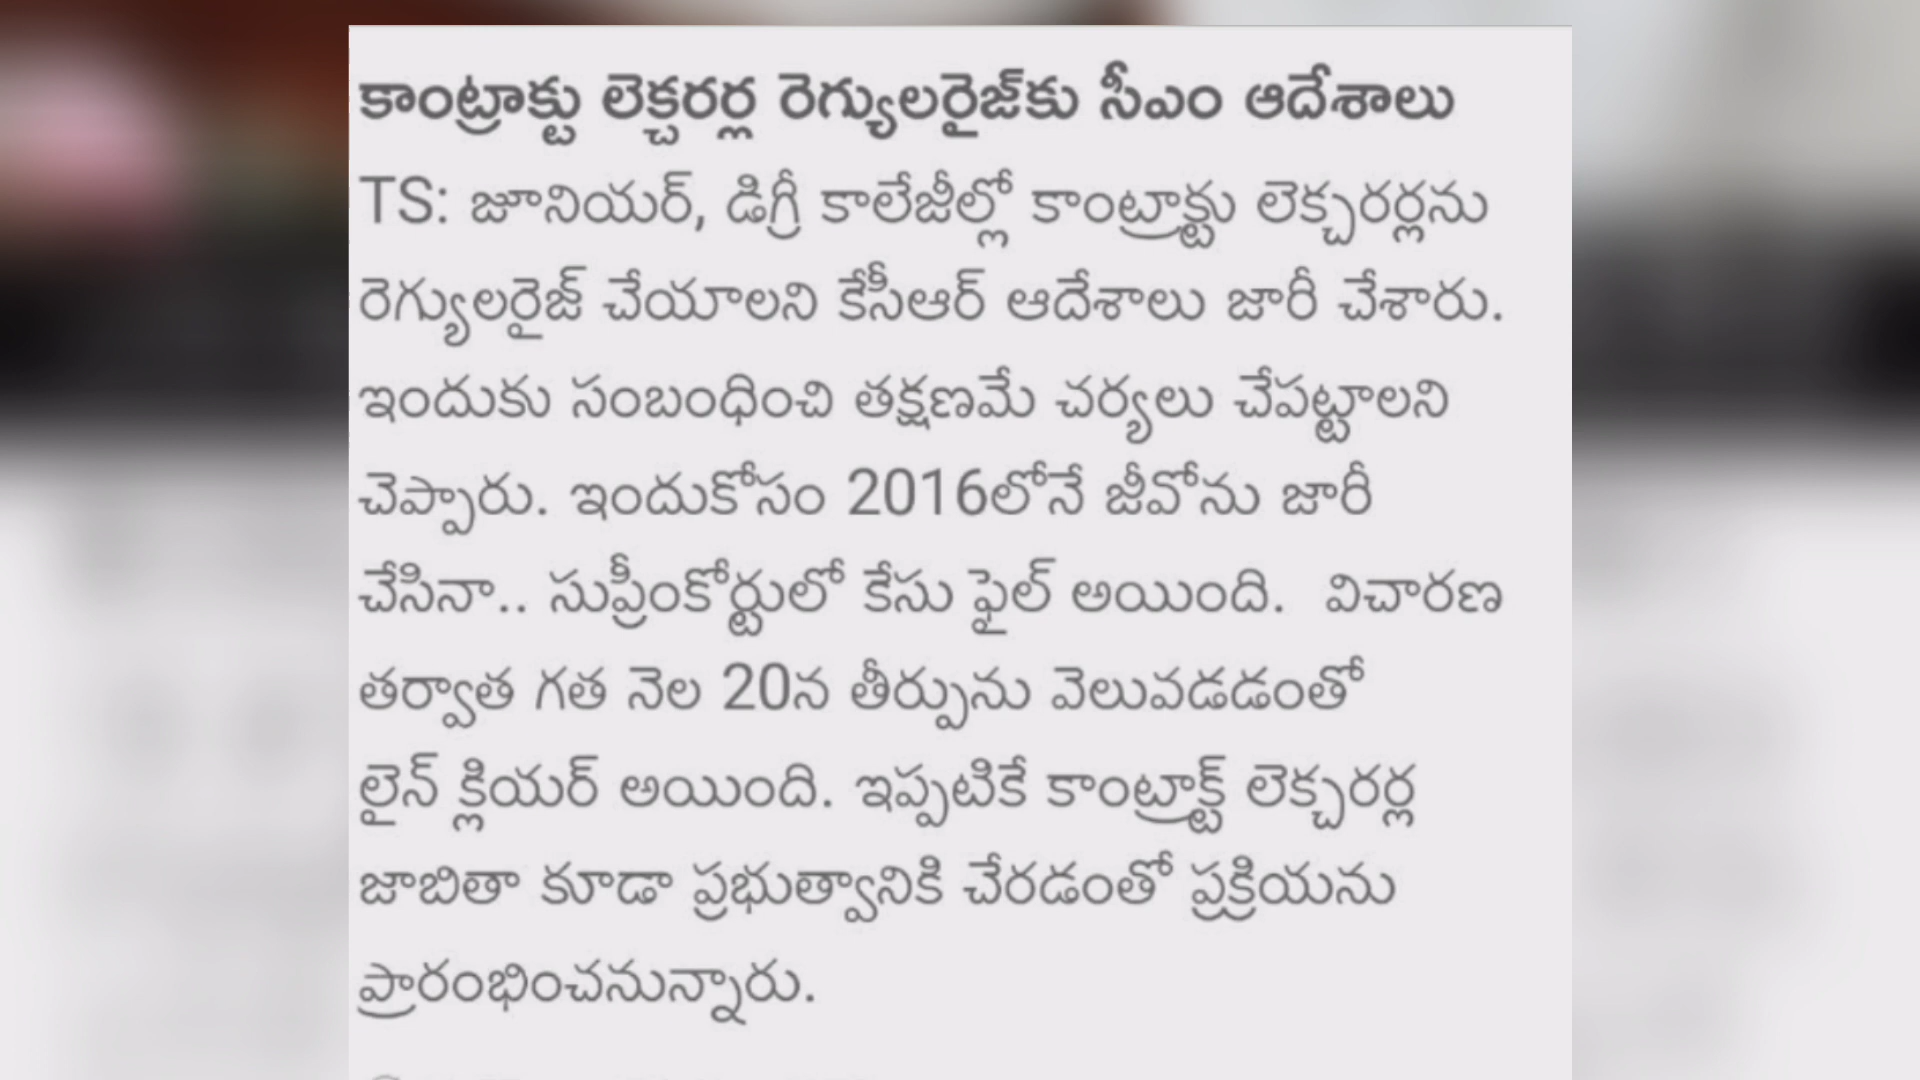 కాంట్రాక్టు లెక్చరర్ల రెగ్యులరైజ్‌కు సీఎం ఆదేశాలు
TS: జూనియర్, డిగ్రీ కాలేజీల్లో కాంట్రాక్టు లెక్చరర్లను
రెగ్యులరైజ్ చేయాలని కేసీఆర్ ఆదేశాలు జారీ చేశారు.
ఇందుకు సంబంధించి తక్షణమే చర్యలు చేపట్టాలని
చెప్పారు. ఇందుకోసం 2016లోనే జీవోను జారీ
చేసినా.. సుప్రీంకోర్టులో కేసు ఫైల్ అయింది. విచారణ
తర్వాత గత నెల 20న తీర్పును వెలువడడంతో
లైన్ క్లియర్ అయింది. ఇప్పటికే కాంట్రాక్ట్ లెక్చరర్ల
జాబితా కూడా ప్రభుత్వానికి చేరడంతో ప్రక్రియను
ప్రారంభించనున్నారు.